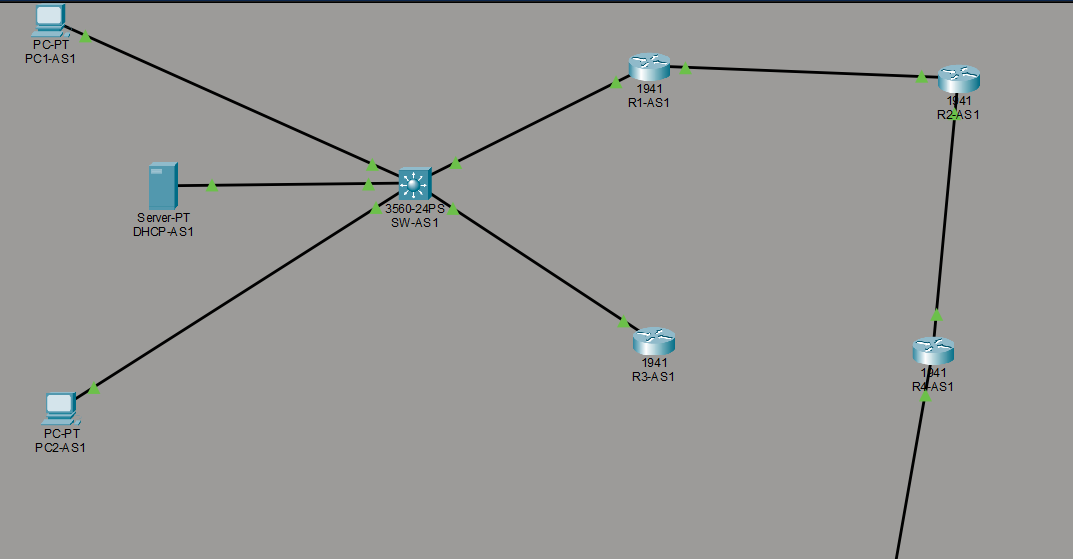 PC-PT
PC1-AS1
1941
R1-AS1
1941
R2-AS1
Server-PT
DHCP-AS1
3560-24PS
SW-AS1
1941
R3-AS1
1941
R4-AS1
PC-PT
PC2-AS1